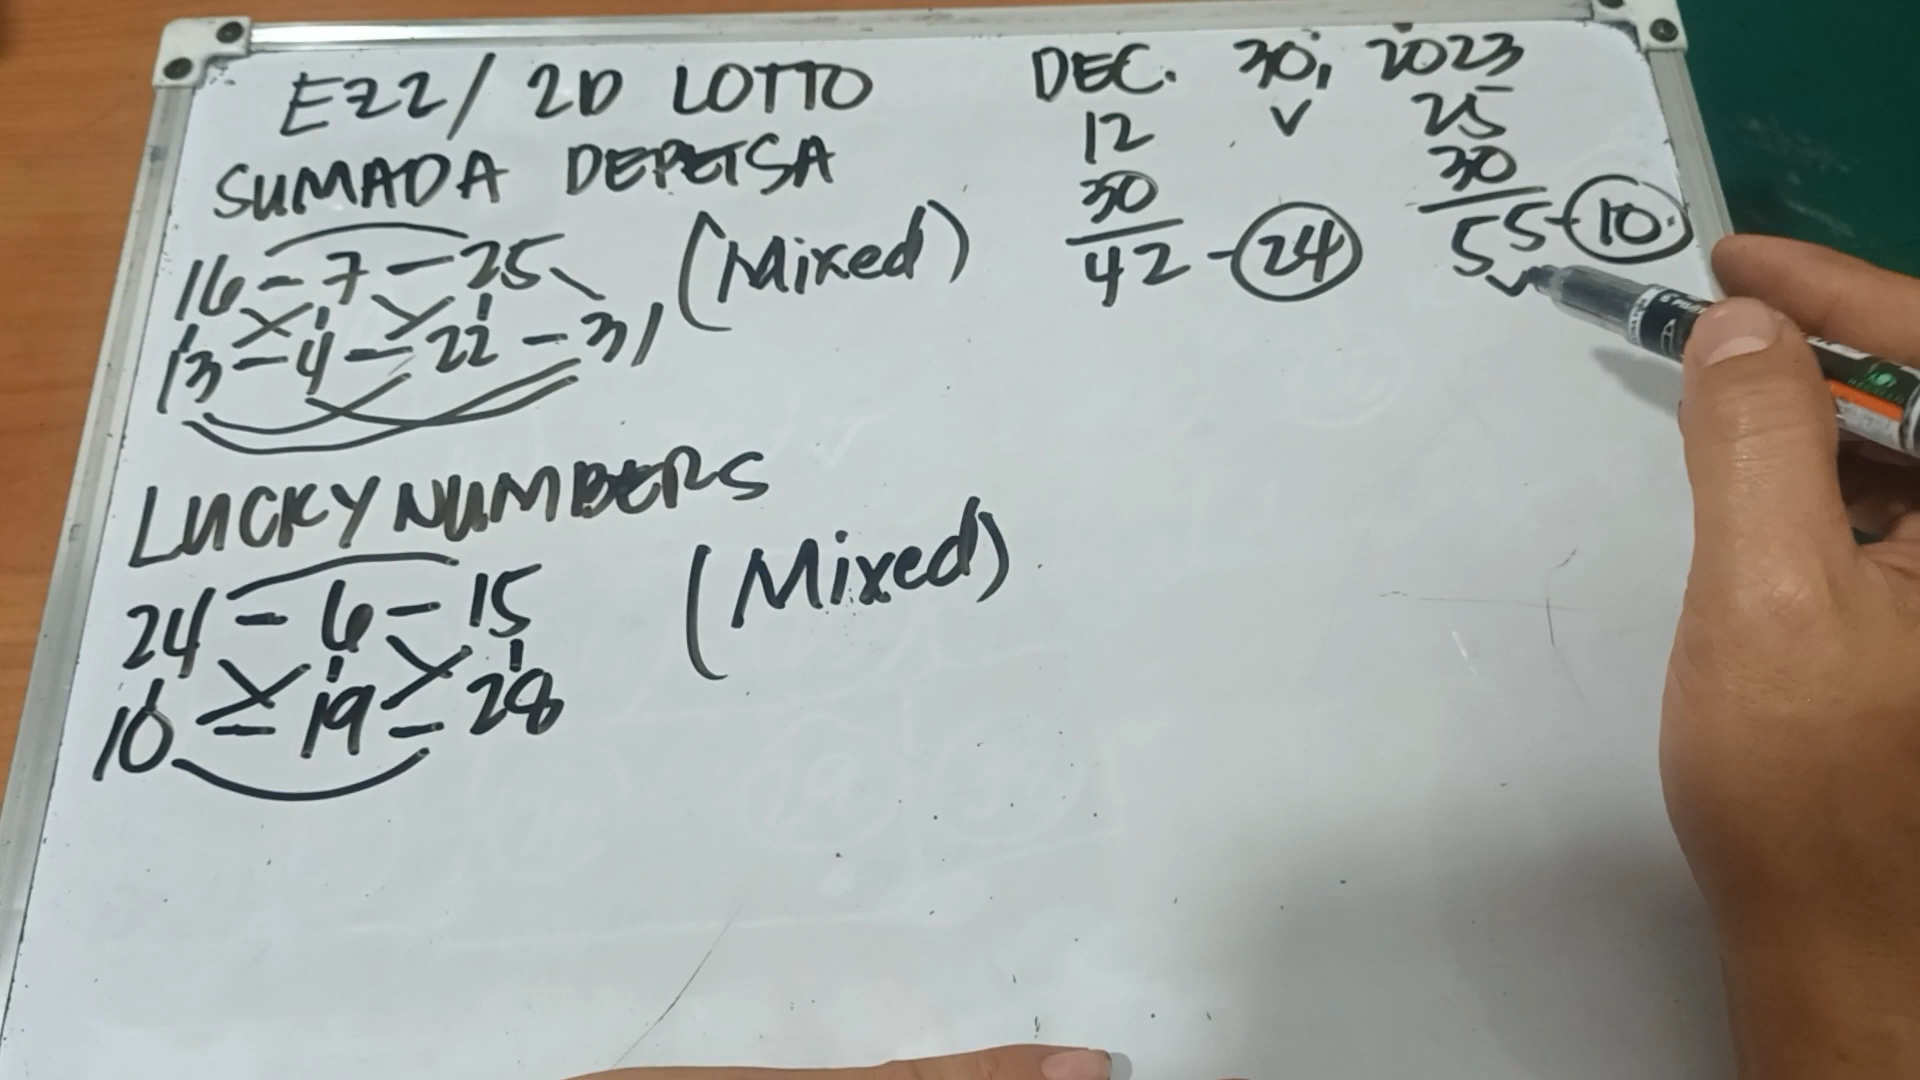 EZ2/ 2D LOTTO
SUMADA DEPETSA
16 - 7 - 25
13 - 4 - 22 - 31
(Mixed)
LUCKY NUMBERS
24 - 6 - 15
10 - 19 - 28
(Mixed)
DEC. 30, 2023
12 25
30 30
42 - 24 55 - 10